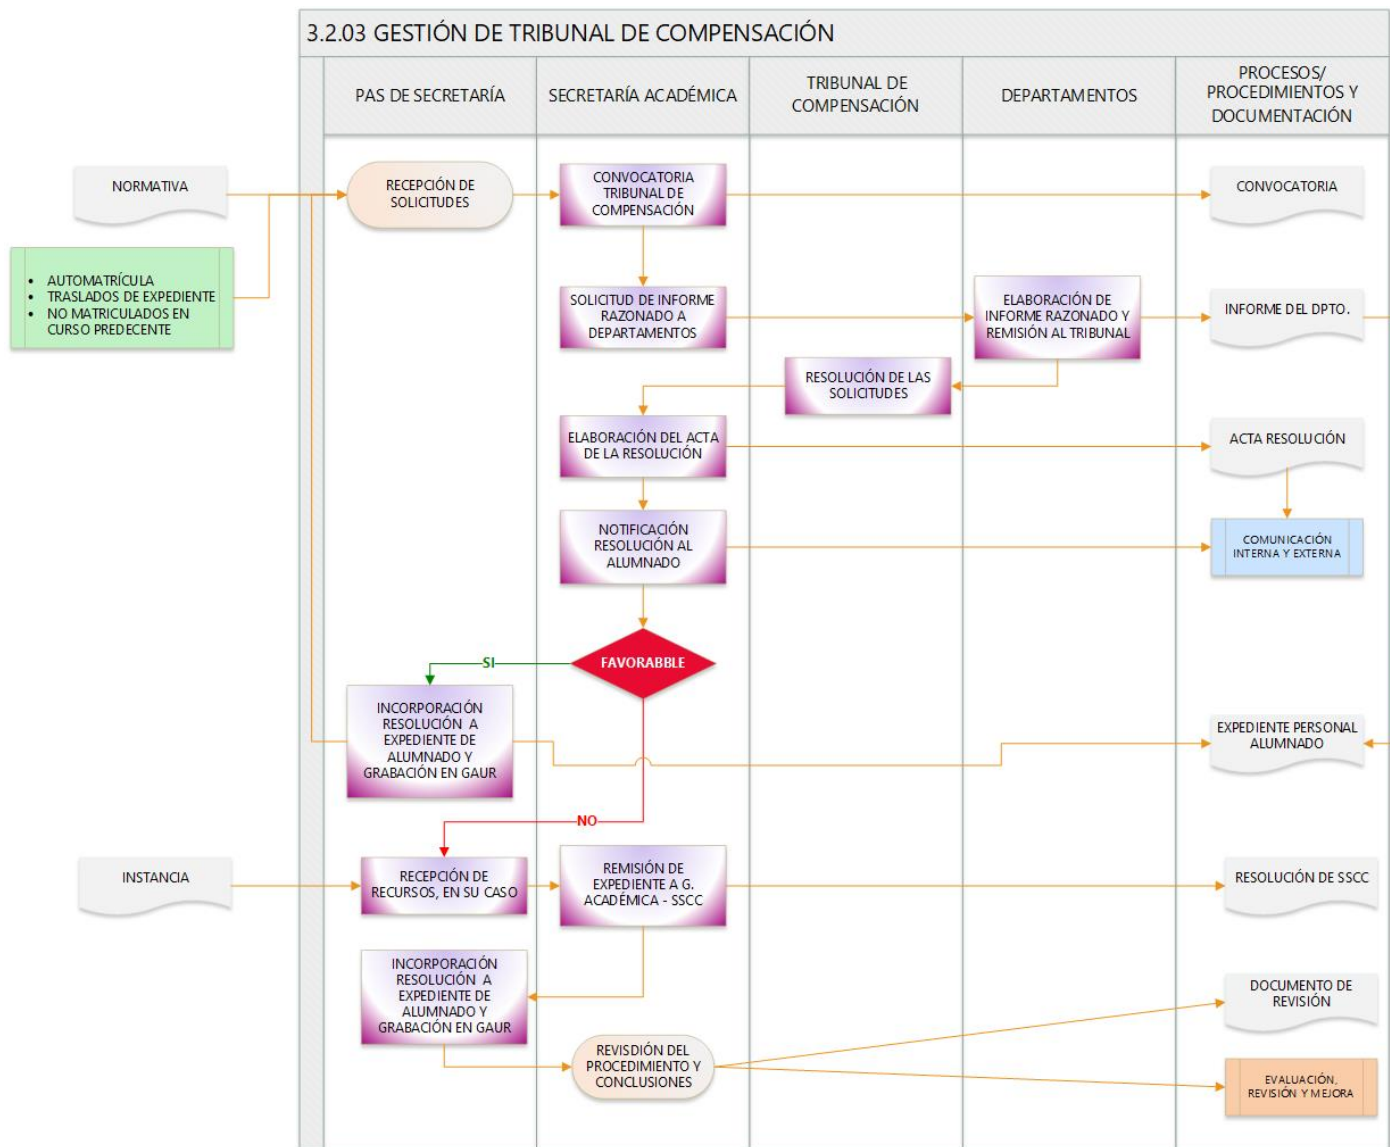 3.2.03 GESTIÓN DE TRIBUNAL DE COMPENSACIÓN
PAS DE SECRETARÍA
SECRETARÍA ACADÉMICA
TRIBUNAL DE
COMPENSACIÓN
DEPARTAMENTOS
PROCESOS/
PROCEDIMIENTOS Y
DOCUMENTACIÓN
NORMATIVA
RECEPCIÓN DE
SOLICITUDES
CONVOCATORIA
TRIBUNAL DE
COMPENSACIÓN
CONVOCATORIA
• AUTOMATRÍCULA
• TRASLADOS DE EXPEDIENTE
• NO MATRICULADOS EN
CURSO PREDECENTE
SOLICITUD DE INFORME
RAZONADO A
DEPARTAMENTOS
ELABORACIÓN DE
INFORME RAZONADO Y
REMISIÓN AL TRIBUNAL
INFORME DEL DPTO.
RESOLUCIÓN DE LAS
SOLICITUDES
ELABORACIÓN DEL ACTA
DE LA RESOLUCIÓN
ACTA RESOLUCIÓN
NOTIFICACIÓN
RESOLUCIÓN AL
ALUMNADO
COMUNICACIÓN
INTERNA Y EXTERNA
FAVORABBLE
SI
INCORPORACIÓN
RESOLUCIÓN A
EXPEDIENTE DE
ALUMNADO Y
GRABACIÓN EN GAUR
EXPEDIENTE PERSONAL
ALUMNADO
NO
INSTANCIA
RECEPCIÓN DE
RECURSOS, EN SU CASO
REMISIÓN DE
EXPEDIENTE A G.
ACADÉMICA - SSCC
RESOLUCIÓN DE SSCC
INCORPORACIÓN
RESOLUCIÓN A
EXPEDIENTE DE
ALUMNADO Y
GRABACIÓN EN GAUR
DOCUMENTO DE
REVISIÓN
REVISDIÓN DEL
PROCEDIMIENTO Y
CONCLUSIONES
EVALUACIÓN,
REVISIÓN Y MEJORA